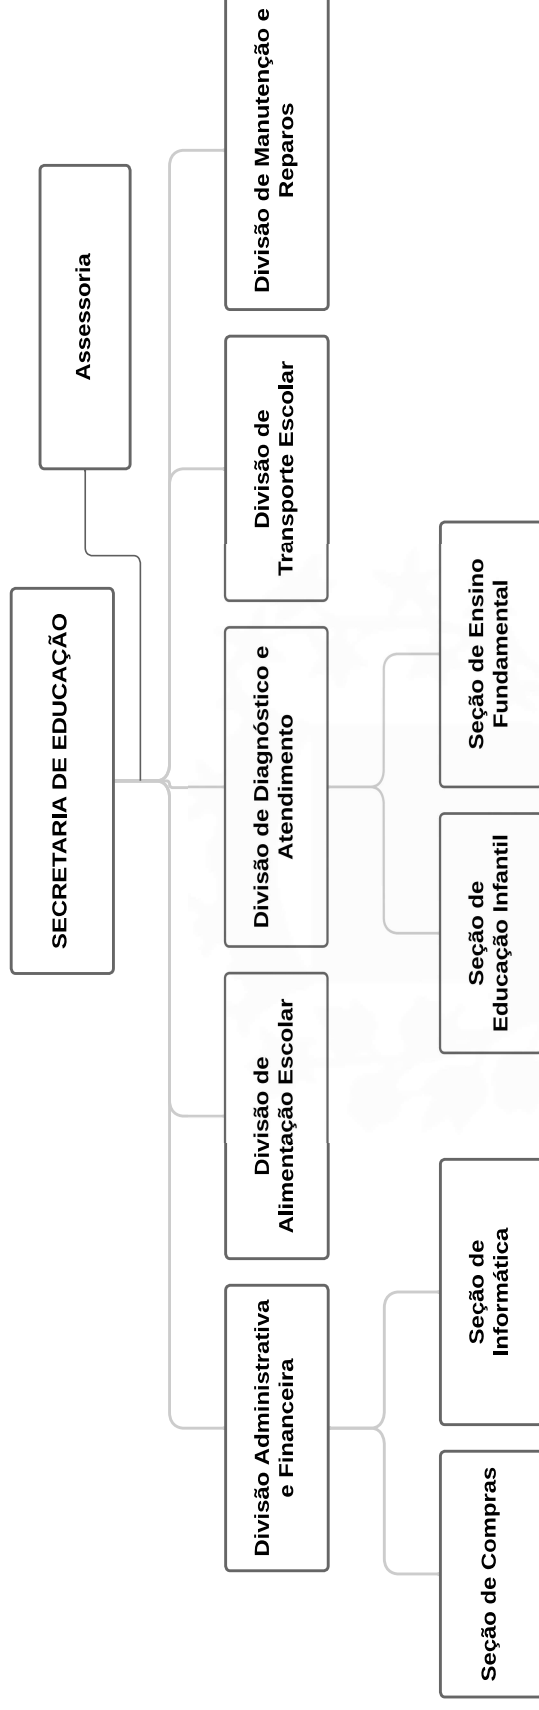 SECRETARIA DE EDUCAÇÃO
Assessoria
Divisão Administrativa
e Financeira
Divisão de
Alimentação Escolar
Divisão de Diagnóstico e
Atendimento
Divisão de
Transporte Escolar
Divisão de Manutenção e
Reparos
Seção de Compras
Seção de
Informática
Seção de
Educação Infantil
Seção de Ensino
Fundamental